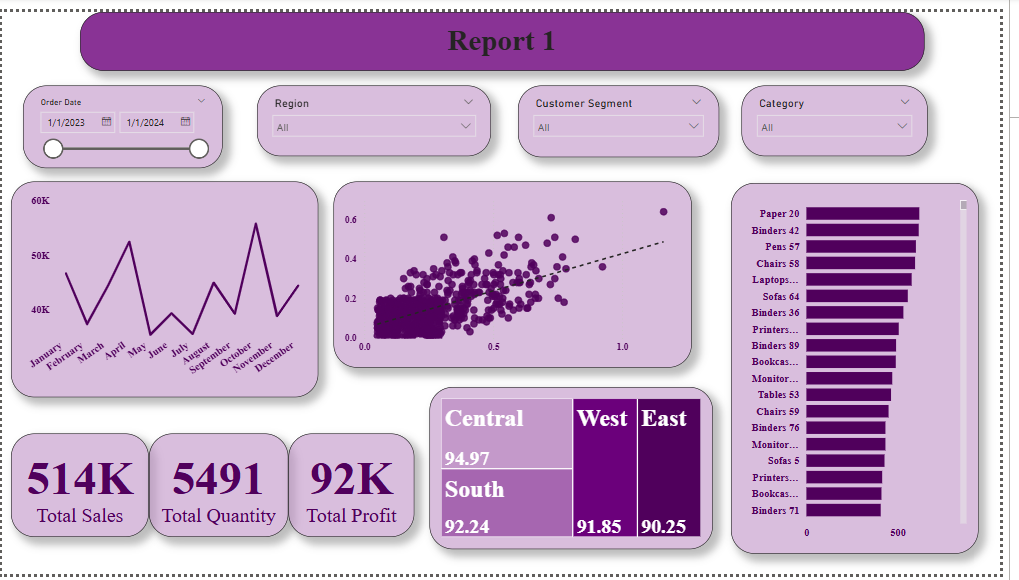 Report 1
Order Date
1/1/2023 1/1/2024
Region
All
Customer Segment
All
Category
All
60K
50K
40K
January
February
March
April
May
June
July
August
September
October
November
December
0.6
0.4
0.2
0.0
0.0 0.5 1.0
Paper 20
Binders 42
Pens 57
Chairs 58
Laptops...
Sofas 64
Binders 36
Printers...
Binders 89
Bookcas...
Monitor...
Tables 53
Chairs 59
Binders 76
Monitor...
Sofas 5
Printers...
Bookcas...
Binders 71
0 500
514K
Total Sales
5491
Total Quantity
92K
Total Profit
Central
94.97
South
92.24
West
91.85
East
90.25